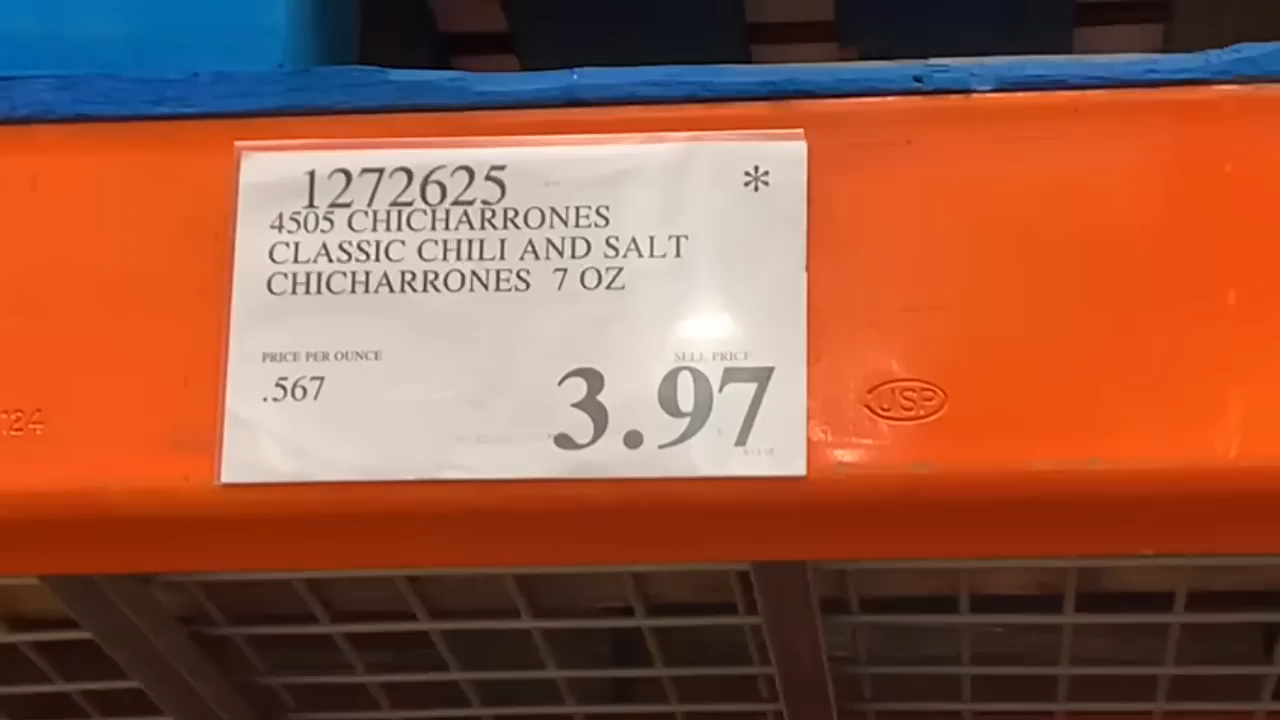 1272625 *
4505 CHICHARRONES
CLASSIC CHILI AND SALT
CHICHARRONES 7 OZ
PRICE PER OUNCE
SELL PRICE
.567
3.97
JSP